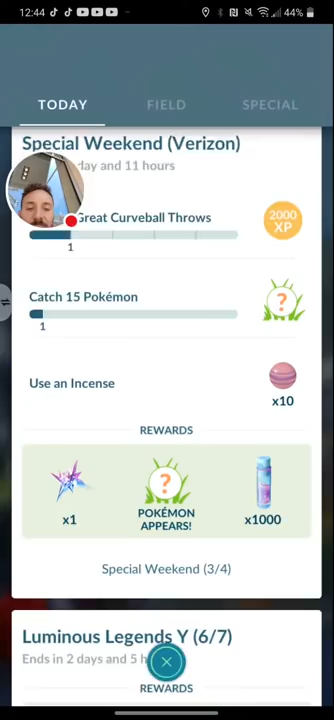 12:44
44%
TODAY
FIELD
SPECIAL
Special Weekend (Verizon)
day and 11 hours
Great Curveball Throws
2000
XP
1
Catch 15 Pokémon
?
1
Use an Incense
x10
REWARDS
?
x1
POKÉMON
APPEARS!
x1000
Special Weekend (3/4)
Luminous Legends Y (6/7)
Ends in 2 days and 5 h
REWARDS